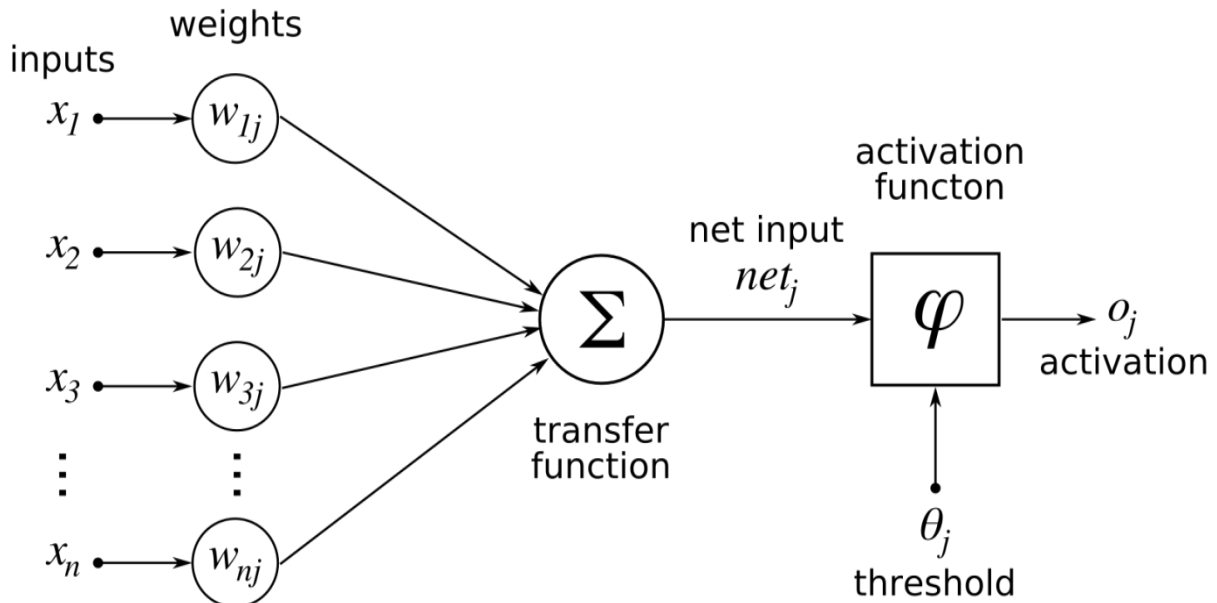 weights
inputs
x1
w1j
x2
w2j
x3
w3j
⋮ ⋮
xn
wnj
Σ
transfer
function
net input
netj
activation
functon
φ
oj
activation
θj
threshold